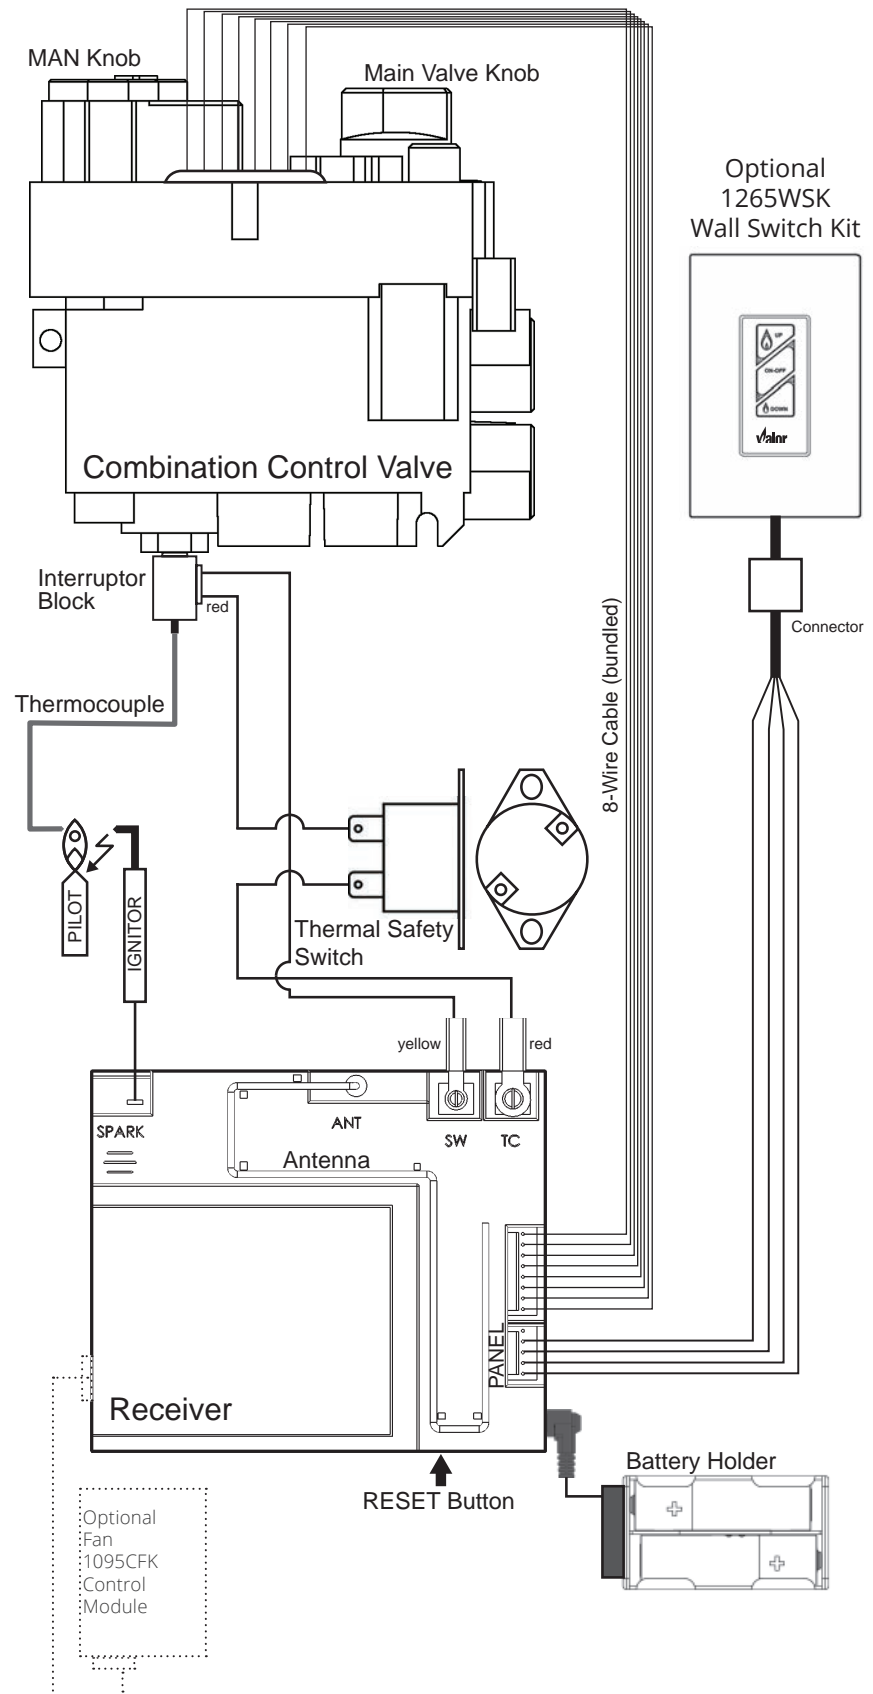 MAN Knob
Main Valve Knob
Optional
1265WSK
Wall Switch Kit
UP
ON-OFF
DOWN
Valor
Combination Control Valve
Interruptor
Block
red
Connector
8-Wire Cable (bundled)
Thermocouple
PILOT
IGNITOR
Thermal Safety
Switch
yellow
red
SPARK
ANT
SW
TC
Antenna
PANEL
Receiver
RESET Button
Battery Holder
Optional
Fan
1095CFK
Control
Module